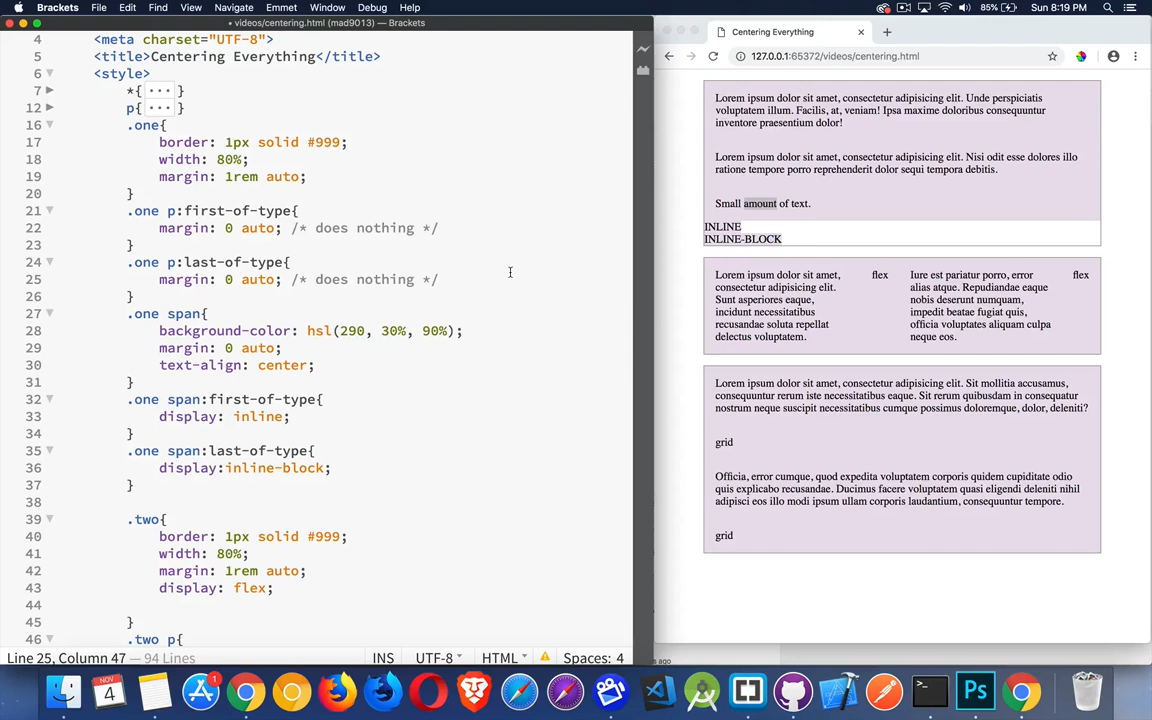 Brackets File Edit Find View Navigate Emmet Window Debug Help
85% Sun 8:19 PM
• videos/centering.html (mad9013) — Brackets
4 <meta charset="UTF-8">
5 <title>Centering Everything</title>
6 <style>
7 *{ ··· }
12 p{ ··· }
16 .one{
17 border: 1px solid #999;
18 width: 80%;
19 margin: 1rem auto;
20 }
21 .one p:first-of-type{
22 margin: 0 auto; /* does nothing */
23 }
24 .one p:last-of-type{
25 margin: 0 auto; /* does nothing */
26 }
27 .one span{
28 background-color: hsl(290, 30%, 90%);
29 margin: 0 auto;
30 text-align: center;
31 }
32 .one span:first-of-type{
33 display: inline;
34 }
35 .one span:last-of-type{
36 display:inline-block;
37 }
38
39 .two{
40 border: 1px solid #999;
41 width: 80%;
42 margin: 1rem auto;
43 display: flex;
44
45 }
46 .two p{
Line 25, Column 47 — 94 Lines
INS UTF-8 HTML Spaces: 4
Centering Everything
127.0.0.1:65372/videos/centering.html
Lorem ipsum dolor sit amet, consectetur adipisicing elit. Unde perspiciatis
voluptatem illum. Facilis, at, veniam! Ipsa maxime doloribus consequuntur
inventore praesentium dolor!
Lorem ipsum dolor sit amet, consectetur adipisicing elit. Nisi odit esse dolores illo
ratione tempore porro reprehenderit dolor sequi tempora debitis.
Small amount of text.
INLINE
INLINE-BLOCK
Lorem ipsum dolor sit amet,
consectetur adipisicing elit.
Sunt asperiores eaque,
incidunt necessitatibus
recusandae soluta repellat
delectus voluptatem.
flex
Iure est pariatur porro, error
alias atque. Repudiandae eaque
nobis deserunt numquam,
impedit beatae fugiat quis,
officia voluptates aliquam culpa
neque eos.
flex
Lorem ipsum dolor sit amet, consectetur adipisicing elit. Sit mollitia accusamus,
consequuntur rerum iste necessitatibus eaque. Sit rerum quibusdam in consequatur
nostrum neque suscipit necessitatibus cumque possimus doloremque, dolor, deleniti?
grid
Officia, error cumque, quod expedita voluptatem corporis quidem cupiditate odio
quis explicabo recusandae. Ducimus facere voluptatem quasi eligendi deleniti nihil
adipisci eos illo modi ipsum ullam corporis laudantium, consequuntur tempore.
grid
s ago
NOV
4
1
Ps